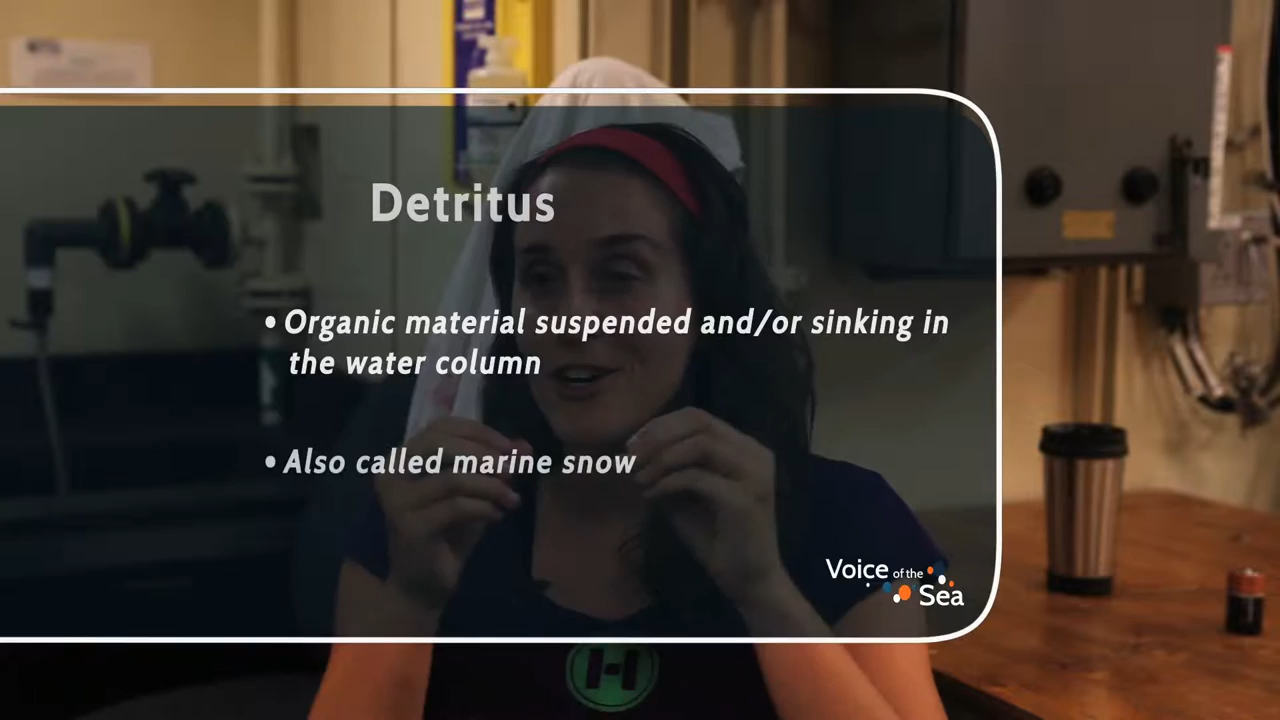 Detritus
• Organic material suspended and/or sinking in
the water column
• Also called marine snow
Voice of the
Sea
H